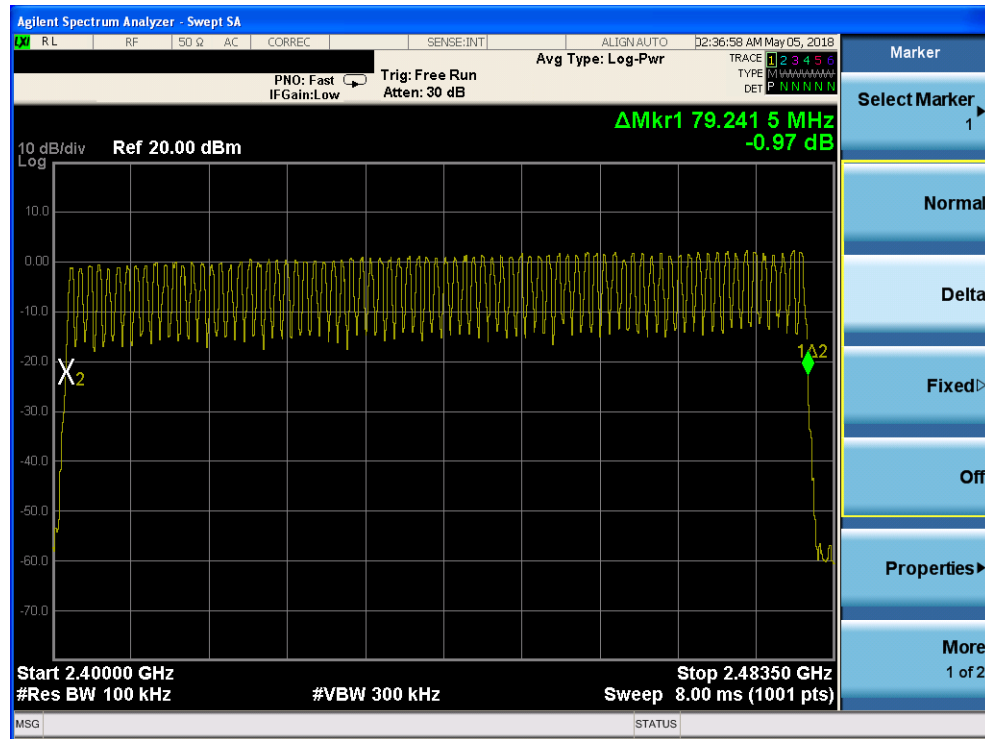 Agilent Spectrum Analyzer - Swept SA
LXI RL RF 50 Ω AC CORREC SENSE:INT ALIGNAUTO 02:36:58 AM May 05, 2018
Marker
Avg Type: Log-Pwr
TRACE 1 2 3 4 5 6
TYPE M WWWWW
DET P N N N N N
PNO: Fast
IFGain:Low
Trig: Free Run
Atten: 30 dB
Select Marker
1
ΔMkr1 79.241 5 MHz
-0.97 dB
10 dB/div
Log
Ref 20.00 dBm
Normal
10.0
0.00
Delta
-10.0
-20.0
1Δ2
2
Fixed
-30.0
-40.0
Off
-50.0
-60.0
Properties
-70.0
More
1 of 2
Start 2.40000 GHz
Stop 2.48350 GHz
#Res BW 100 kHz
#VBW 300 kHz
Sweep 8.00 ms (1001 pts)
MSG
STATUS